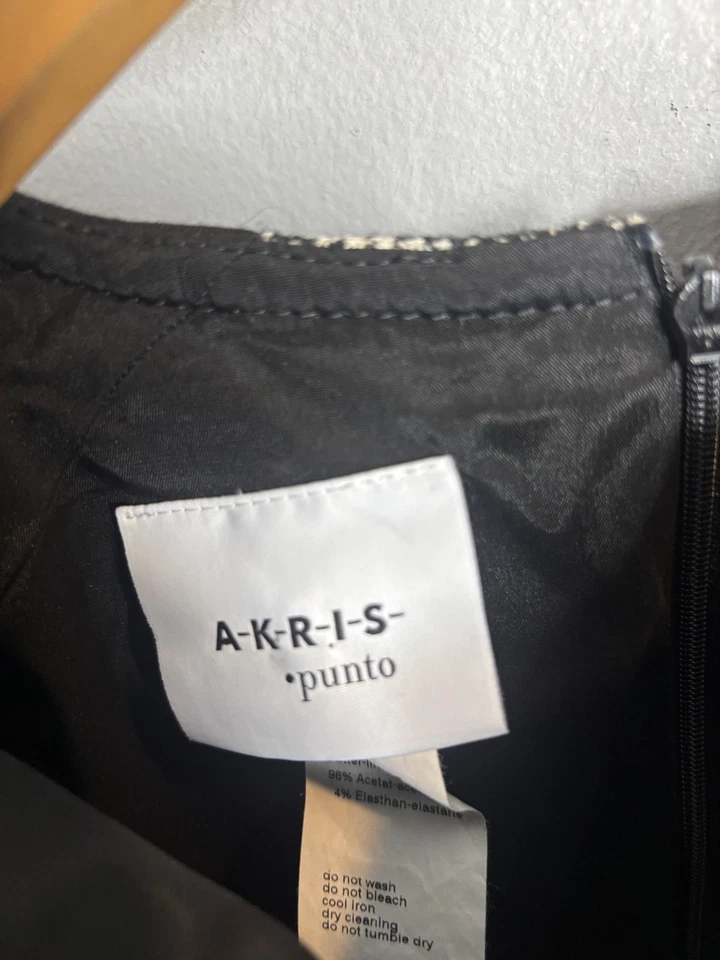 A-K-R-I-S-
•punto
96% Acetat-
4% Elasthan-elastane
do not wash
do not bleach
cool iron
dry cleaning
do not tumble dry